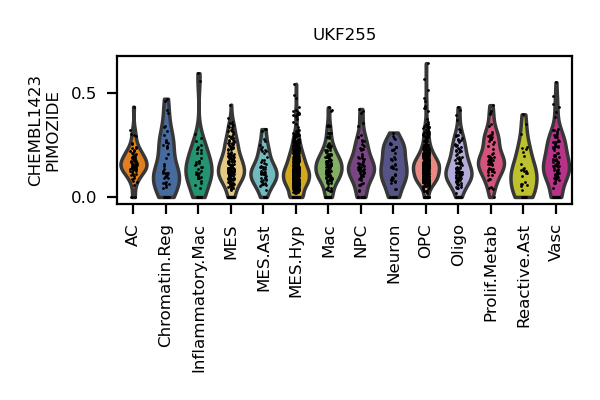 UKF255
CHEMBL1423
PIMOZIDE
0.5
0.0
AC
Chromatin.Reg
Inflammatory.Mac
MES
MES.Ast
MES.Hyp
Mac
NPC
Neuron
OPC
Oligo
Prolif.Metab
Reactive.Ast
Vasc